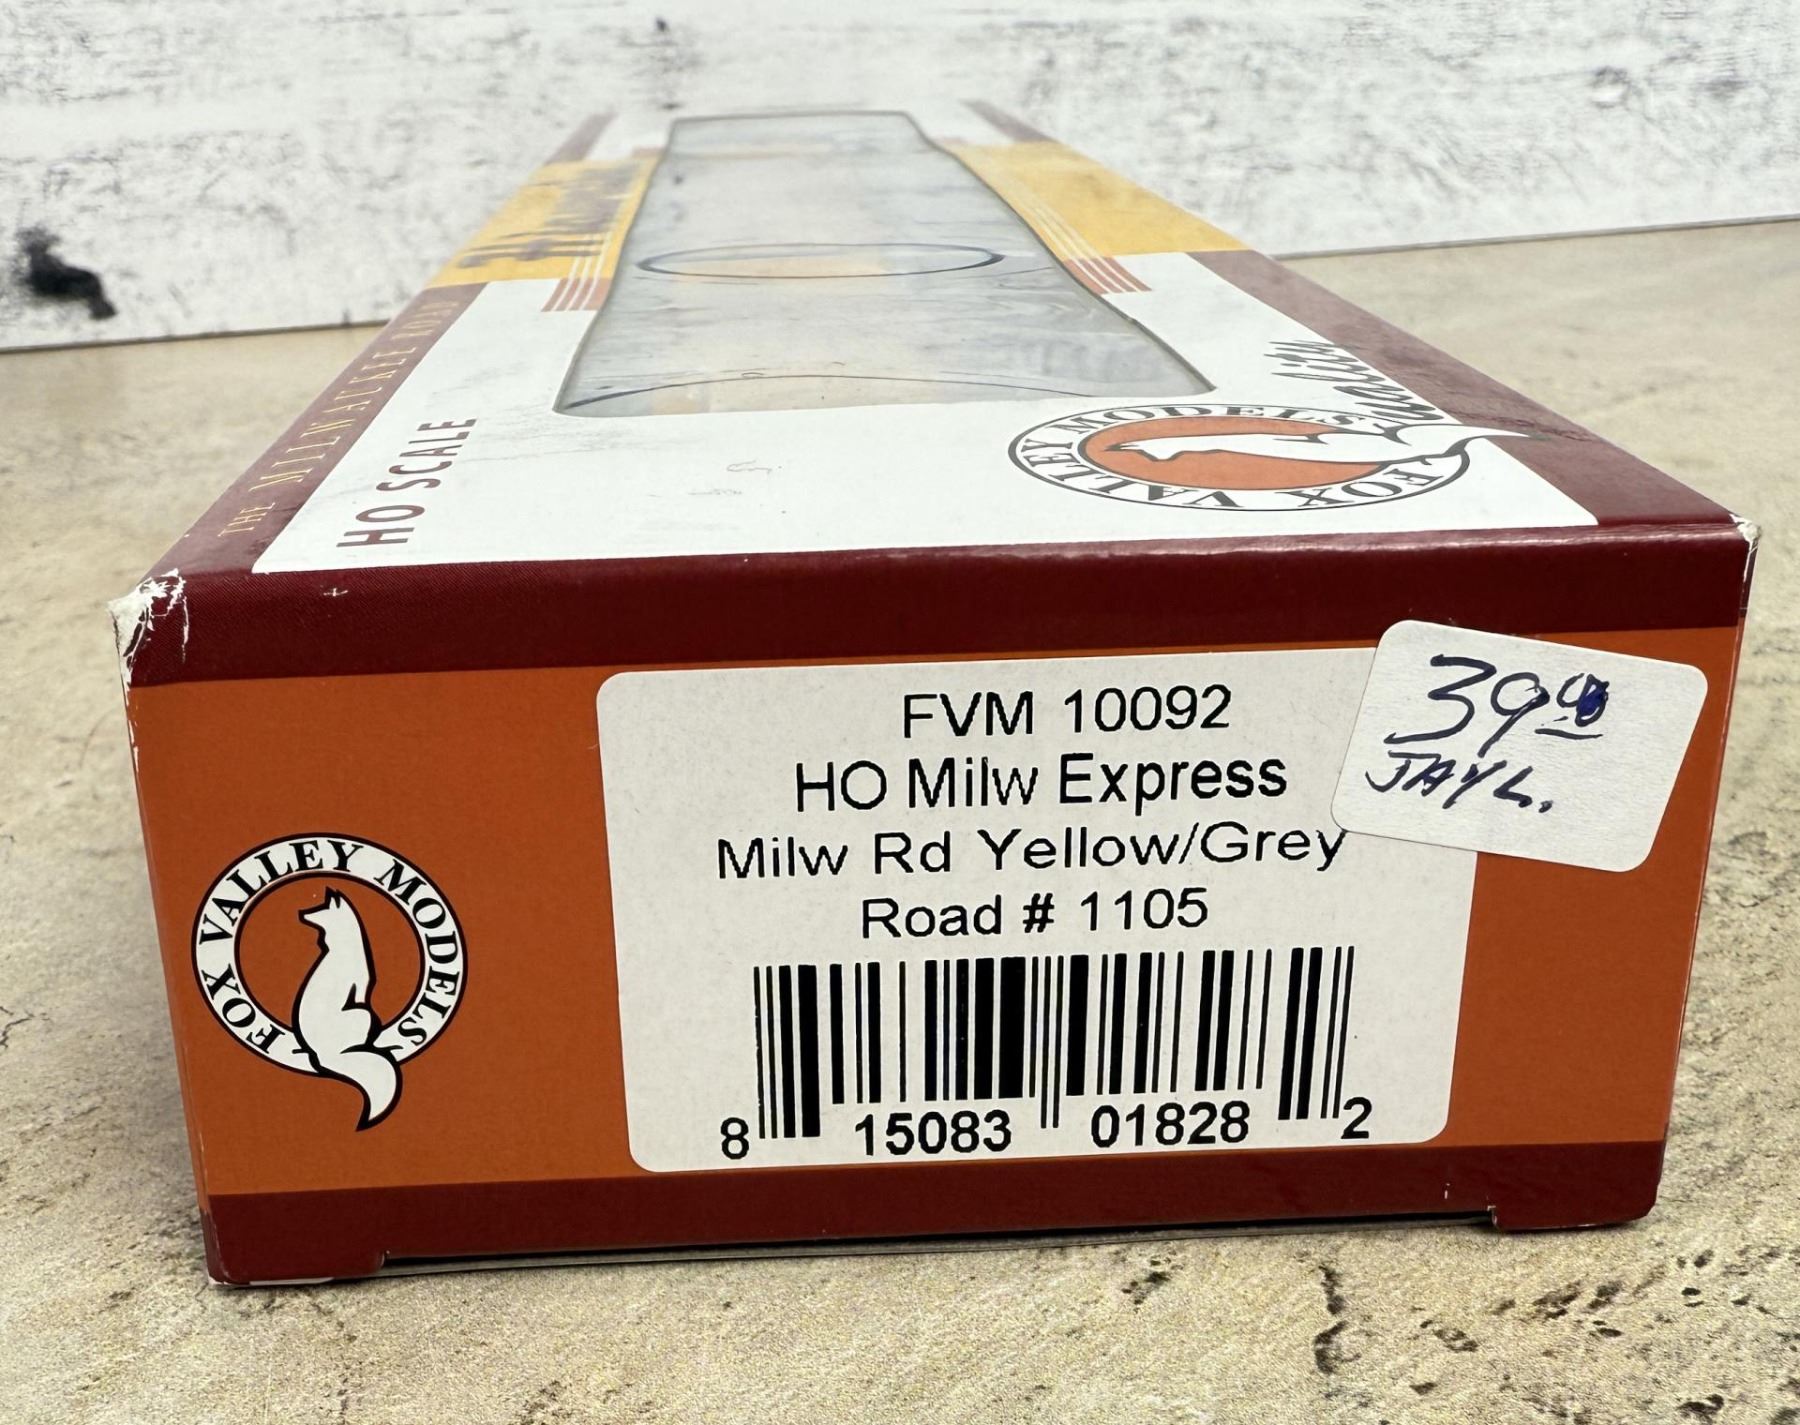 THE MILWAUKEE ROAD
HO SCALE
FOX VALLEY MODELS
FVM 10092
HO Milw Express
Milw Rd Yellow/Grey
Road # 1105
8 15083 01828 2
39
JAY L.
FOX VALLEY MODELS